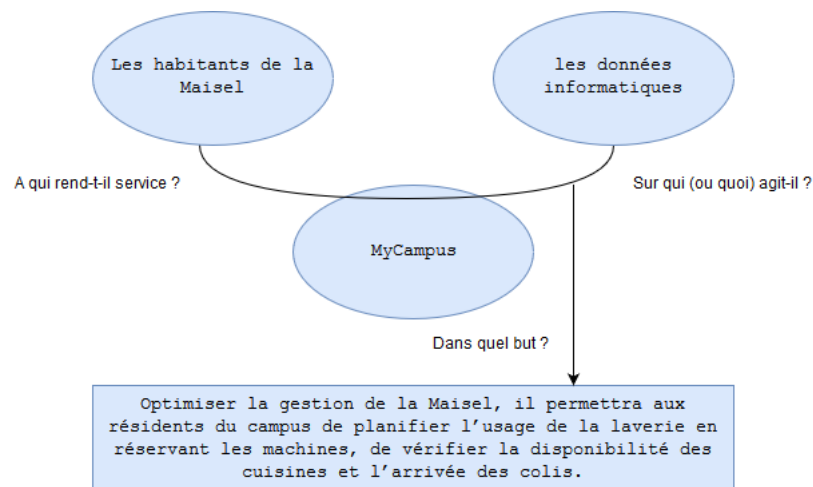 Les habitants de la
Maisel
les données
informatiques
A qui rend-t-il service ?
Sur qui (ou quoi) agit-il ?
MyCampus
Dans quel but ?
Optimiser la gestion de la Maisel, il permettra aux
résidents du campus de planifier l'usage de la laverie en
réservant les machines, de vérifier la disponibilité des
cuisines et l'arrivée des colis.